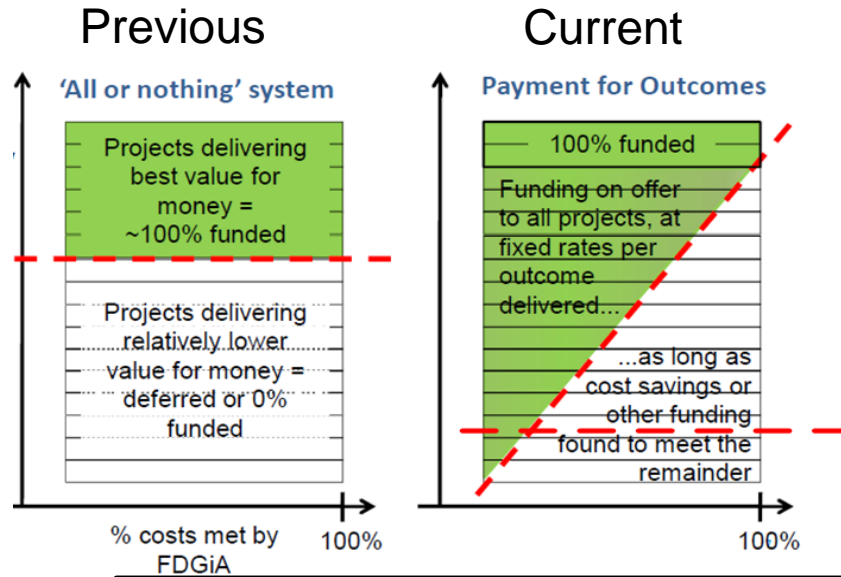 Previous
Current
'All or nothing' system
Projects delivering
best value for
money =
~100% funded
Projects delivering
relatively lower
value for money =
deferred or 0%
funded
% costs met by
FDGiA
100%
Payment for Outcomes
100% funded
Funding on offer
to all projects, at
fixed rates per
outcome
delivered...
...as long as
cost savings or
other funding
found to meet the
remainder
100%